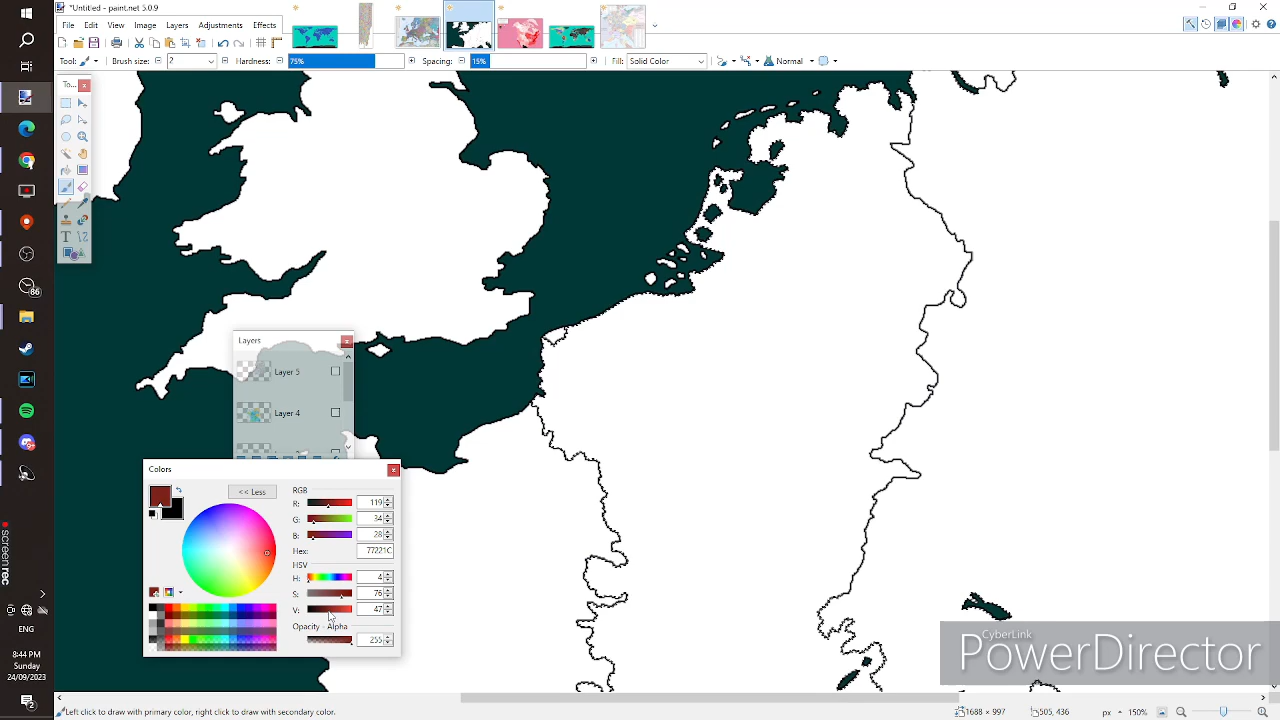 *Untitled - paint.net 5.0.9
File Edit View Image Layers Adjustments Effects
Tool: Brush size: 2 Hardness: 75% Spacing: 15% Fill: Solid Color Normal
To...
Layers
Layer 5
Layer 4
Colors
<< Less
RGB
R: 119
G: 34
B: 28
Hex: 77221C
HSV
H: 4
S: 76
V: 47
Opacity - Alpha
255
86
screenrec
ENG
8:44 PM
Sunday
24/09/2023
CyberLink
PowerDirector
Left click to draw with primary color, right click to draw with secondary color.
1688 × 997
505, 436
px
150%